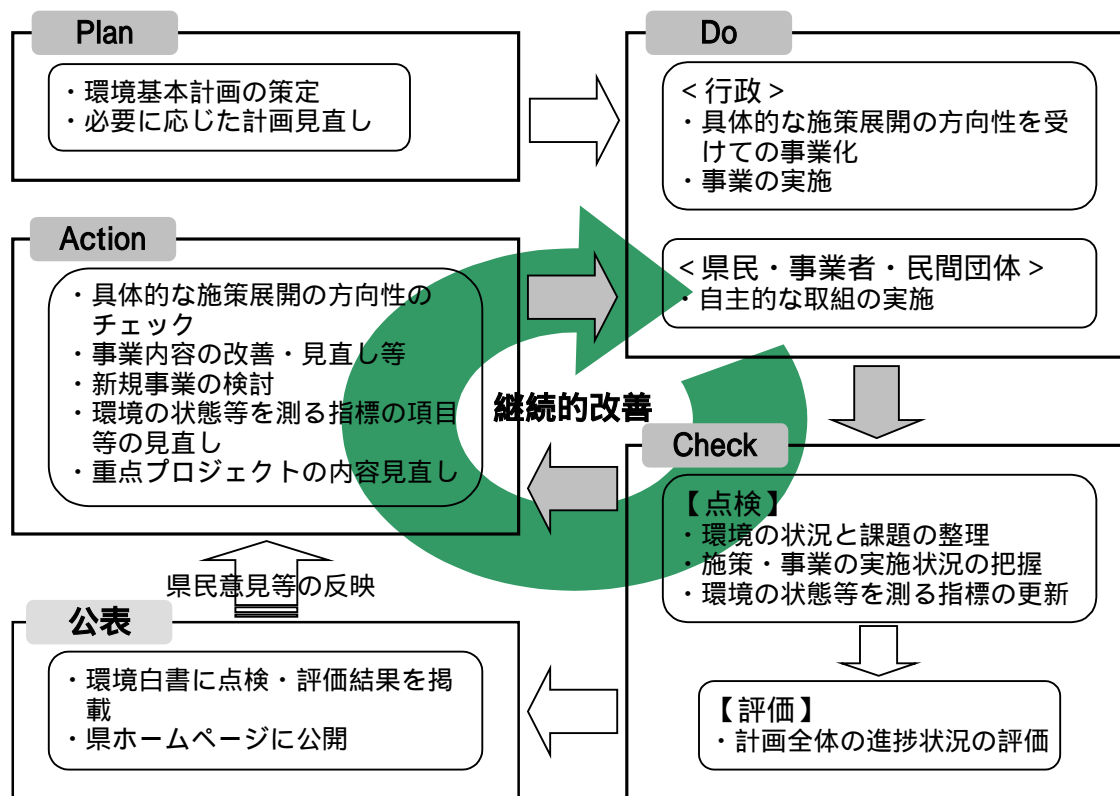 Plan
・環境基本計画の策定
・必要に応じた計画見直し
Do
<行政>
・具体的な施策展開の方向性を受
けての事業化
・事業の実施
<県民・事業者・民間団体>
・自主的な取組の実施
Action
・具体的な施策展開の方向性の
チェック
・事業内容の改善・見直し等
・新規事業の検討
・環境の状態等を測る指標の項目
等の見直し
・重点プロジェクトの内容見直し
継続的改善
Check
【点検】
・環境の状況と課題の整理
・施策・事業の実施状況の把握
・環境の状態等を測る指標の更新
【評価】
・計画全体の進捗状況の評価
県民意見等の反映
公表
・環境白書に点検・評価結果を掲
載
・県ホームページに公開